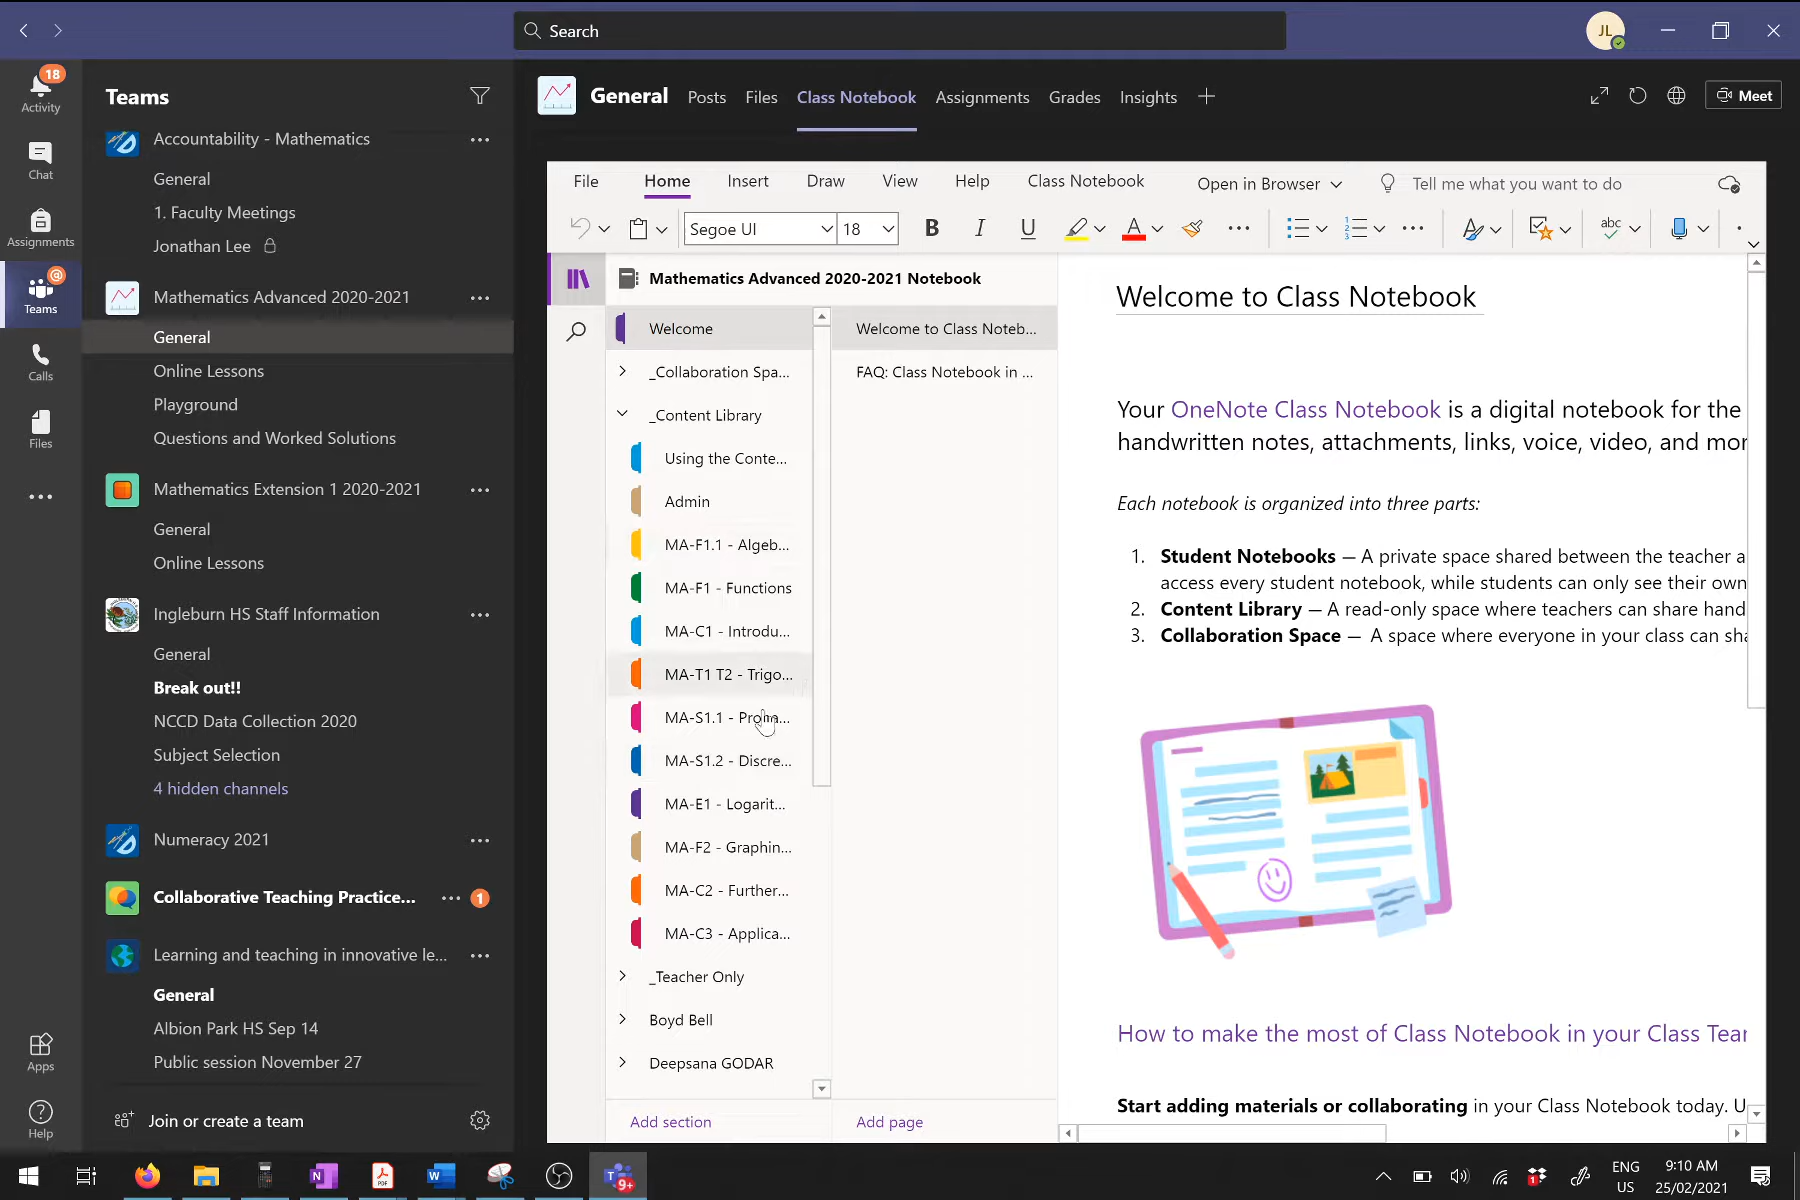 Search
JL
18
Activity
Chat
Assignments
Teams
Calls
Files
Apps
Help
Teams
Accountability - Mathematics
General
1. Faculty Meetings
Jonathan Lee
Mathematics Advanced 2020-2021
General
Online Lessons
Playground
Questions and Worked Solutions
Mathematics Extension 1 2020-2021
General
Online Lessons
Ingleburn HS Staff Information
General
Break out!!
NCCD Data Collection 2020
Subject Selection
4 hidden channels
Numeracy 2021
Collaborative Teaching Practice...
1
Learning and teaching in innovative le...
General
Albion Park HS Sep 14
Public session November 27
Join or create a team
General Posts Files Class Notebook Assignments Grades Insights
Meet
File Home Insert Draw View Help Class Notebook Open in Browser Tell me what you want to do
Segoe UI 18 B I U A abc
Mathematics Advanced 2020-2021 Notebook
Welcome
_Collaboration Spa...
_Content Library
Using the Conte...
Admin
MA-F1.1 - Algeb...
MA-F1 - Functions
MA-C1 - Introdu...
MA-T1 T2 - Trigo...
MA-S1.1 - Proba...
MA-S1.2 - Discre...
MA-E1 - Logarit...
MA-F2 - Graphin...
MA-C2 - Further...
MA-C3 - Applica...
_Teacher Only
Boyd Bell
Deepsana GODAR
Add section
Welcome to Class Noteb...
FAQ: Class Notebook in ...
Add page
Welcome to Class Notebook
Your OneNote Class Notebook is a digital notebook for the
handwritten notes, attachments, links, voice, video, and mor
Each notebook is organized into three parts:
1. Student Notebooks — A private space shared between the teacher a
access every student notebook, while students can only see their own
2. Content Library — A read-only space where teachers can share hand
3. Collaboration Space — A space where everyone in your class can sha
How to make the most of Class Notebook in your Class Tear
Start adding materials or collaborating in your Class Notebook today. U
N
PDF
W
T
9+
1
ENG
US
9:10 AM
25/02/2021